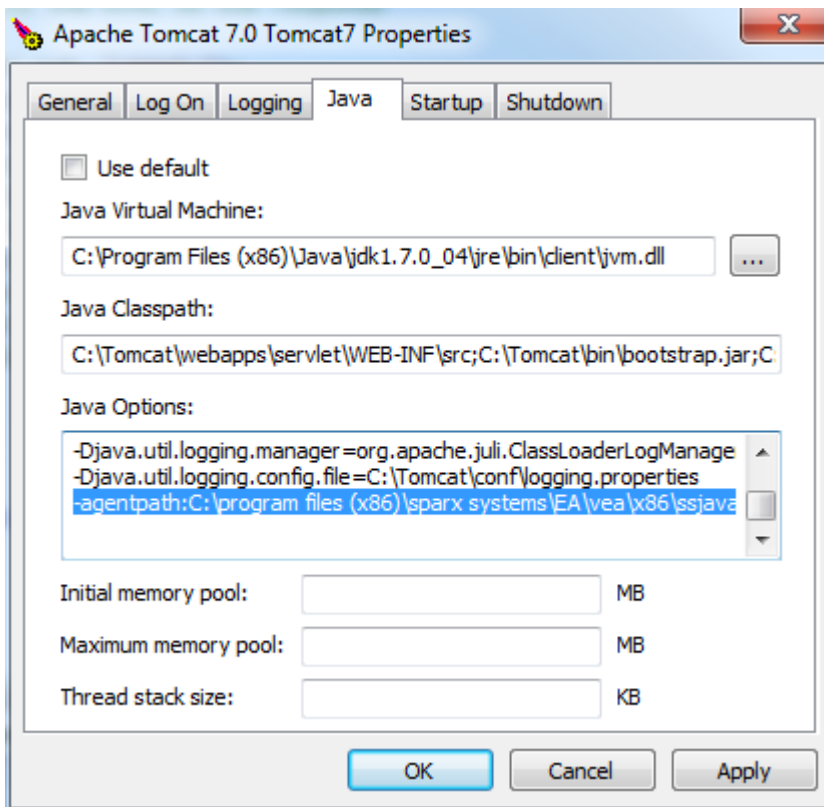 Apache Tomcat 7.0 Tomcat7 Properties
General Log On Logging Java Startup Shutdown
Use default
Java Virtual Machine:
C:\Program Files (x86)\Java\jdk1.7.0_04\jre\bin\client\jvm.dll ...
Java Classpath:
C:\Tomcat\webapps\servlet\WEB-INF\src;C:\Tomcat\bin\bootstrap.jar;C:
Java Options:
-Djava.util.logging.manager=org.apache.juli.ClassLoaderLogManager
-Djava.util.logging.config.file=C:\Tomcat\conf\logging.properties
-agentpath:C:\program files (x86)\sparx systems\EA\vea\x86\ssjava
Initial memory pool: MB
Maximum memory pool: MB
Thread stack size: KB
OK Cancel Apply